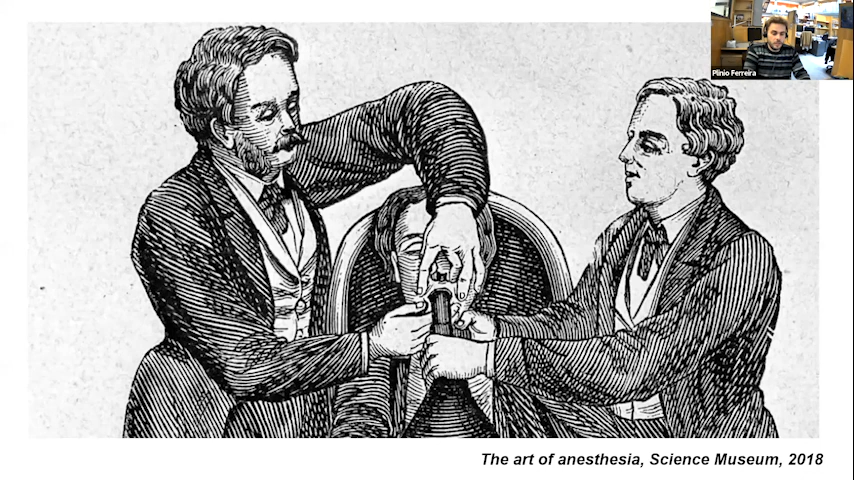 Plinio Ferreira
The art of anesthesia, Science Museum, 2018